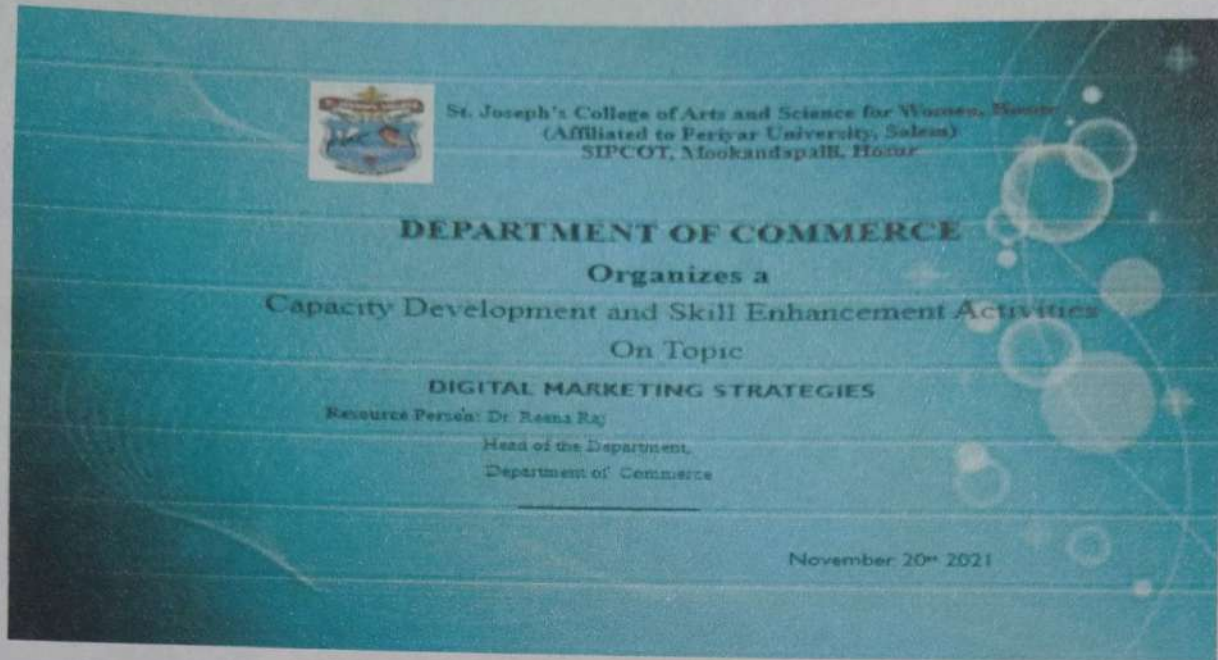 St. Joseph's College of Arts and Science for Women, Hosur
(Affiliated to Periyar University, Salem)
SIPCOT, Mookandapalli, Hosur
DEPARTMENT OF COMMERCE
Organizes a
Capacity Development and Skill Enhancement Activities
On Topic
DIGITAL MARKETING STRATEGIES
Resource Person: Dr. Reena Raj
Head of the Department,
Department of Commerce
November 20th 2021